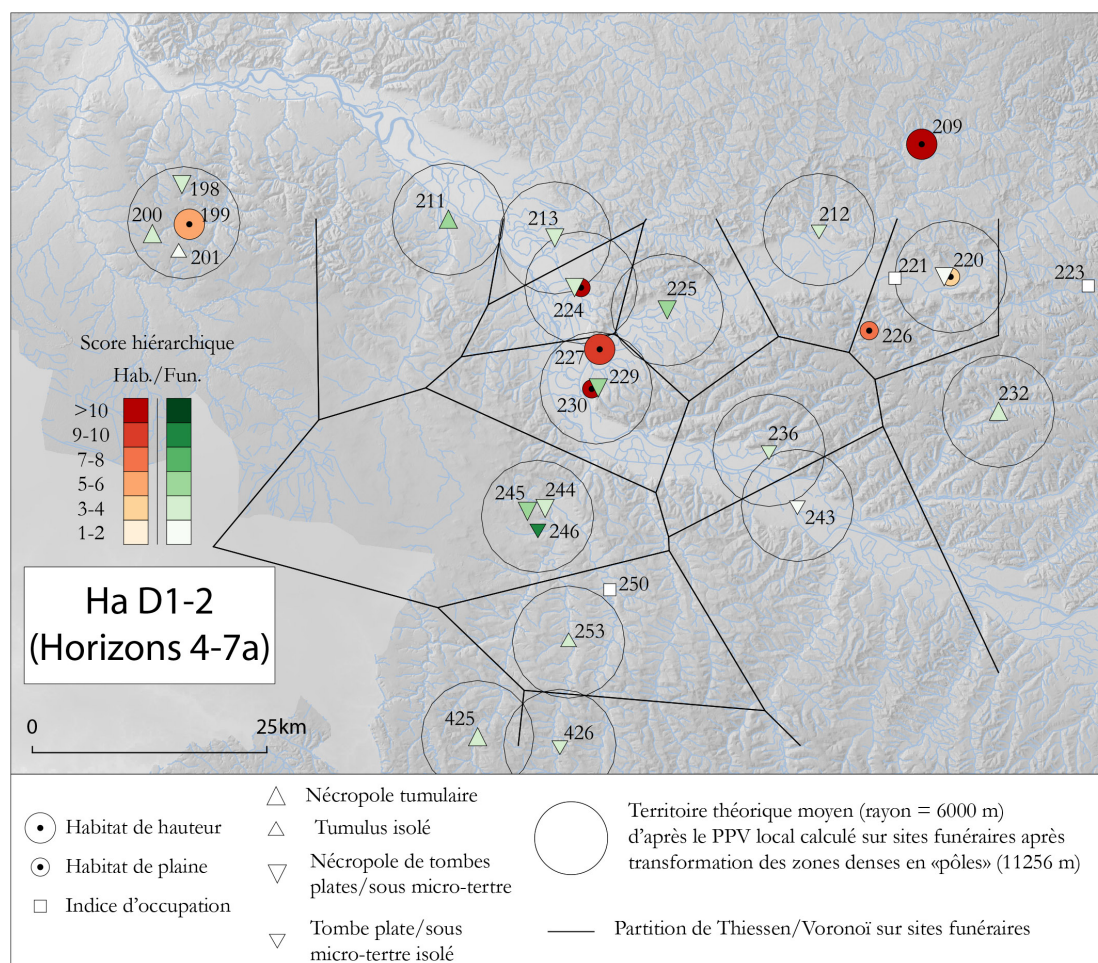 209
198
200
199
201
211
213
212
221
220
223
224
225
226
227
229
230
232
236
243
245
244
246
250
253
425
426
Score hiérarchique
Hab./Fun.
>10
9-10
7-8
5-6
3-4
1-2
Ha D1-2
(Horizons 4-7a)
0
25km
Habitat de hauteur
Habitat de plaine
Indice d'occupation
Nécropole tumulaire
Tumulus isolé
Nécropole de tombes
plates/sous micro-tertre
Tombe plate/sous
micro-tertre isolé
Territoire théorique moyen (rayon = 6000 m)
d'après le PPV local calculé sur sites funéraires après
transformation des zones denses en «pôles» (11256 m)
Partition de Thiessen/Voronoï sur sites funéraires